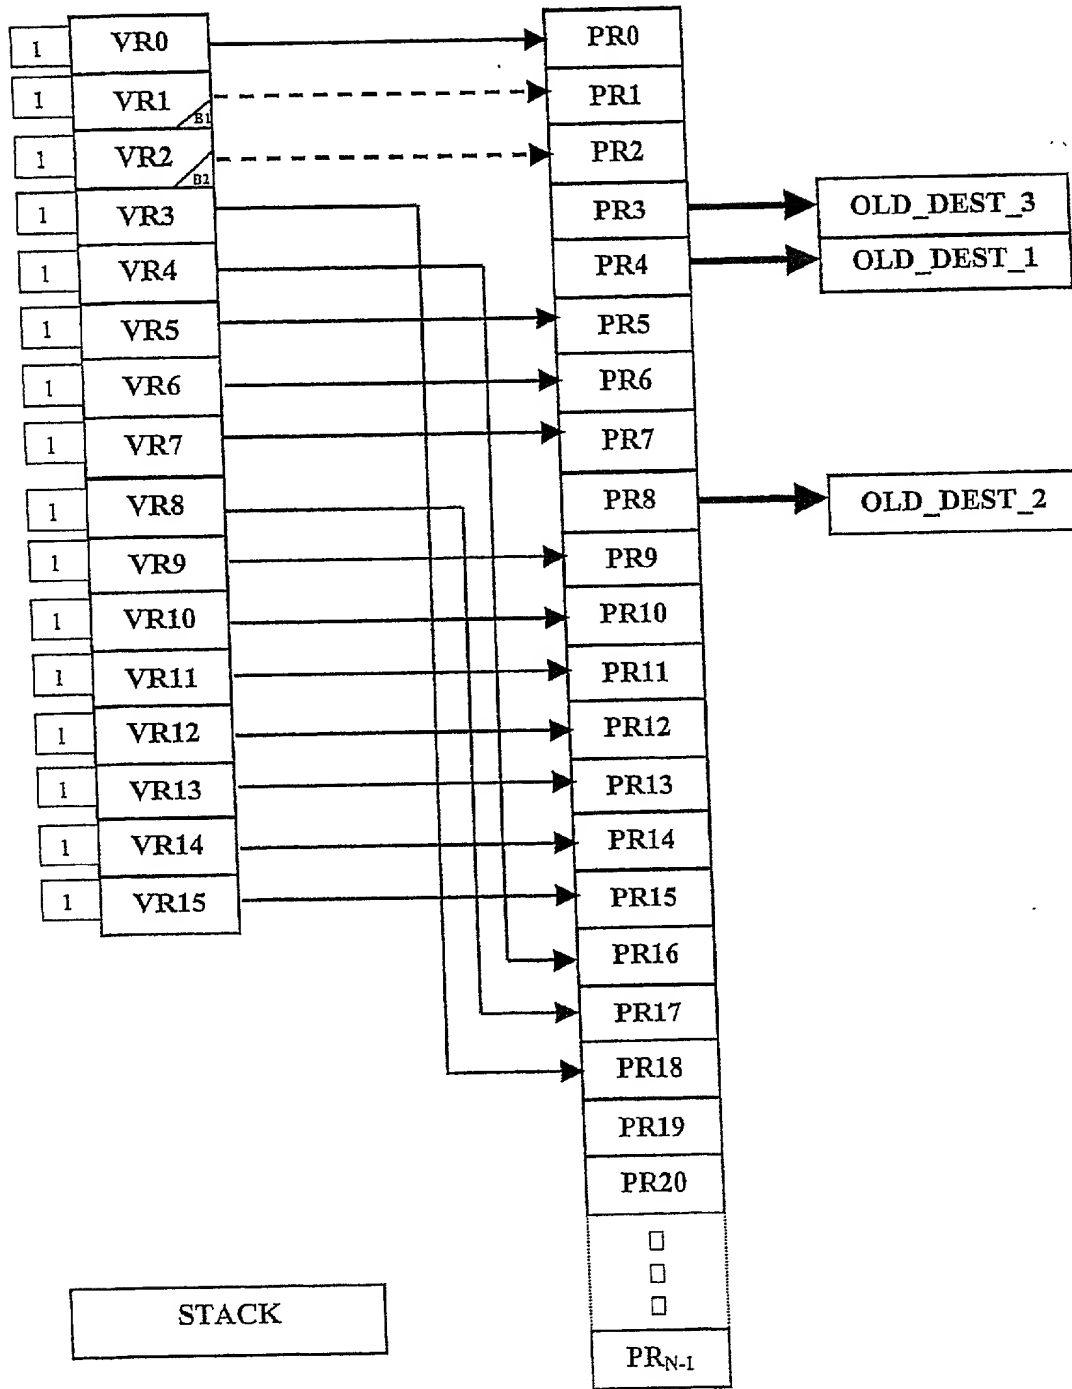 1 VR0 PR0
1 VR1 B1 PR1
1 VR2 B2 PR2
1 VR3 PR3 OLD_DEST_3
1 VR4 PR4 OLD_DEST_1
1 VR5 PR5
1 VR6 PR6
1 VR7 PR7
1 VR8 PR8 OLD_DEST_2
1 VR9 PR9
1 VR10 PR10
1 VR11 PR11
1 VR12 PR12
1 VR13 PR13
1 VR14 PR14
1 VR15 PR15
PR16
PR17
PR18
PR19
PR20
STACK
PRN-1